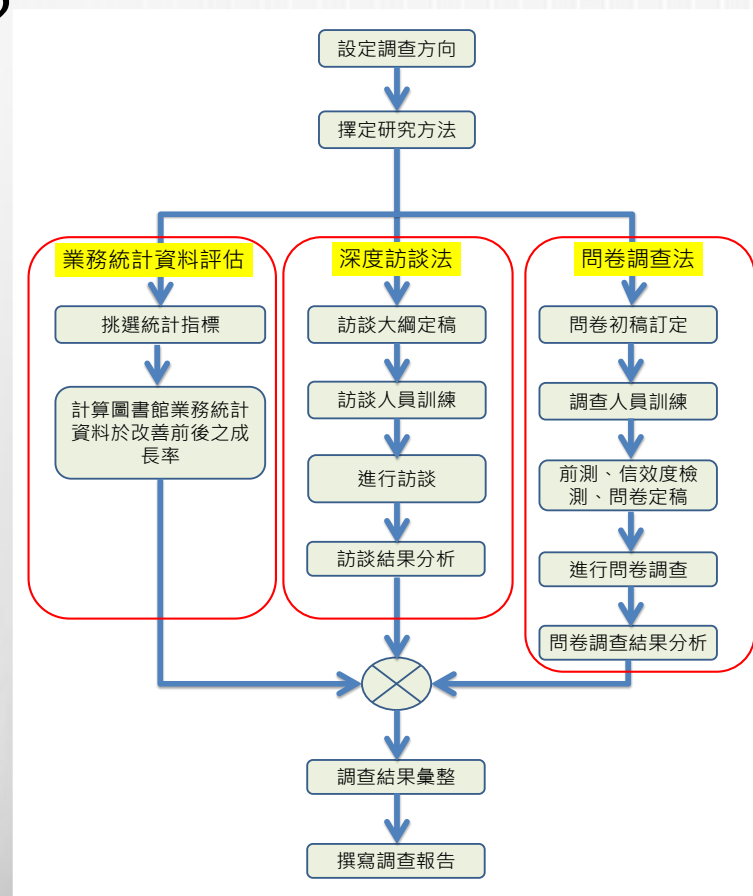 設定調查方向
擇定研究方法
業務統計資料評估
挑選統計指標
計算圖書館業務統計
資料於改善前後之成
長率
深度訪談法
訪談大綱定稿
訪談人員訓練
進行訪談
訪談結果分析
問卷調查法
問卷初稿訂定
調查人員訓練
前測、信效度檢
測、問卷定稿
進行問卷調查
問卷調查結果分析
調查結果彙整
撰寫調查報告